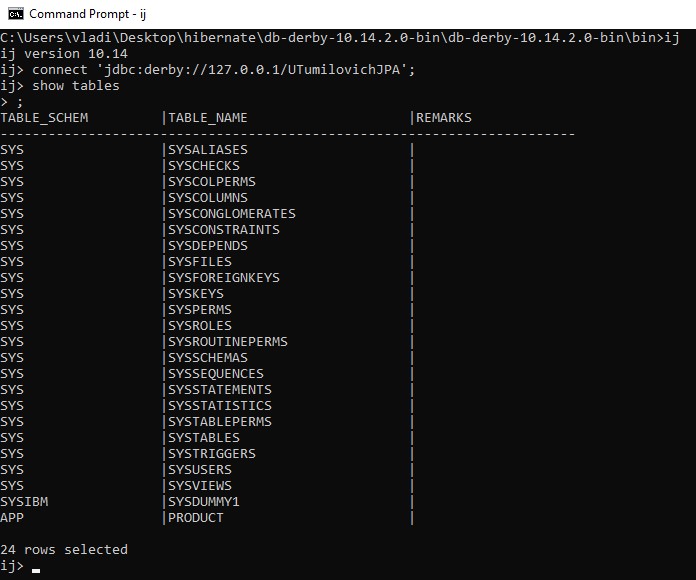 Command Prompt - ij
C:\Users\vladi\Desktop\hibernate\db-derby-10.14.2.0-bin\db-derby-10.14.2.0-bin\bin>ij
ij version 10.14
ij> connect 'jdbc:derby://127.0.0.1/UTumilovichJPA';
ij> show tables
> ;
TABLE_SCHEM         |TABLE_NAME                    |REMARKS
------------------------------------------------------------------------
SYS                 |SYSALIASES                    |
SYS                 |SYSCHECKS                     |
SYS                 |SYSCOLPERMS                   |
SYS                 |SYSCOLUMNS                    |
SYS                 |SYSCONGLOMERATES              |
SYS                 |SYSCONSTRAINTS                |
SYS                 |SYSDEPENDS                    |
SYS                 |SYSFILES                      |
SYS                 |SYSFOREIGNKEYS                |
SYS                 |SYSKEYS                       |
SYS                 |SYSPERMS                      |
SYS                 |SYSROLES                      |
SYS                 |SYSROUTINEPERMS               |
SYS                 |SYSSCHEMAS                    |
SYS                 |SYSSEQUENCES                  |
SYS                 |SYSSTATEMENTS                 |
SYS                 |SYSSTATISTICS                 |
SYS                 |SYSTABLEPERMS                 |
SYS                 |SYSTABLES                     |
SYS                 |SYSTRIGGERS                   |
SYS                 |SYSUSERS                      |
SYS                 |SYSVIEWS                      |
SYSIBM              |SYSDUMMY1                     |
APP                 |PRODUCT                       |
24 rows selected
ij>